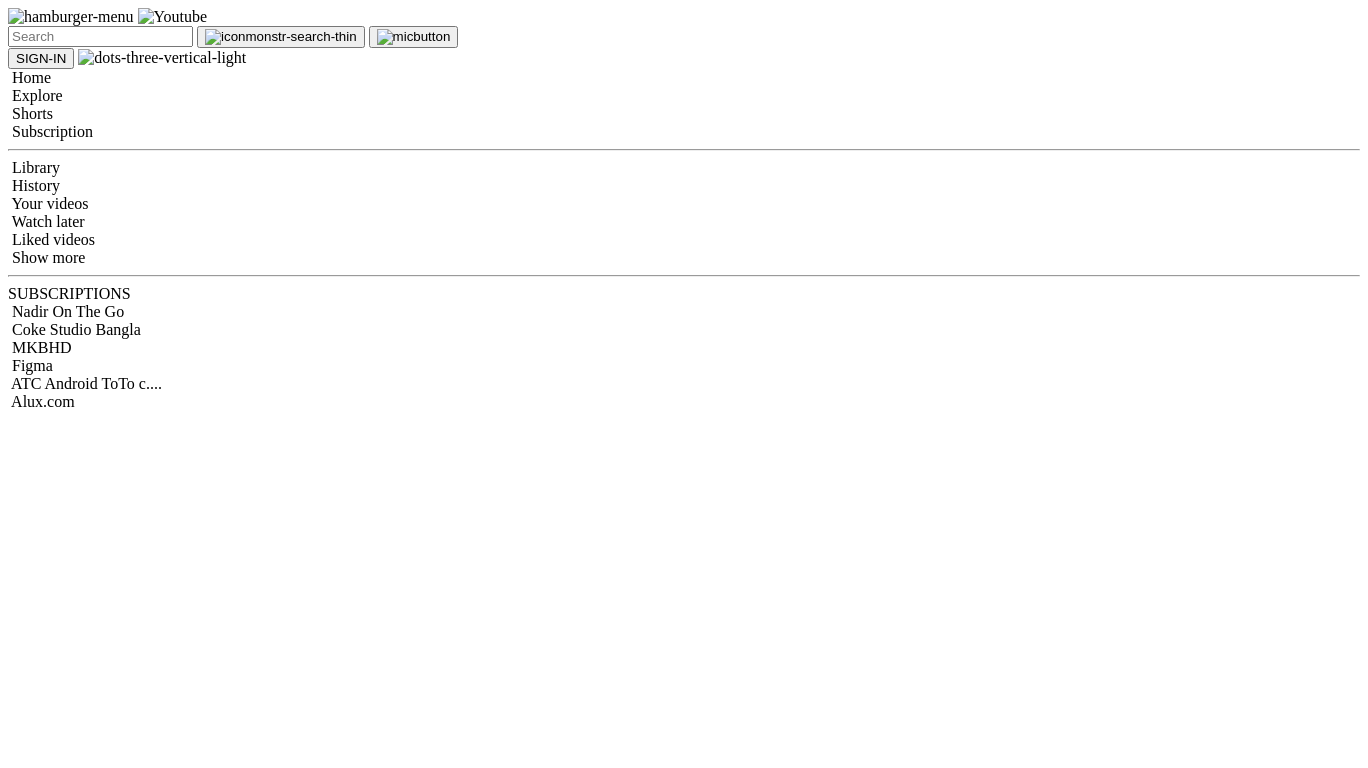 hamburger-menu Youtube
Search iconmonstr-search-thin micbutton
SIGN-IN dots-three-vertical-light
Home
Explore
Shorts
Subscription
Library
History
Your videos
Watch later
Liked videos
Show more
SUBSCRIPTIONS
Nadir On The Go
Coke Studio Bangla
MKBHD
Figma
ATC Android ToTo c....
Alux.com